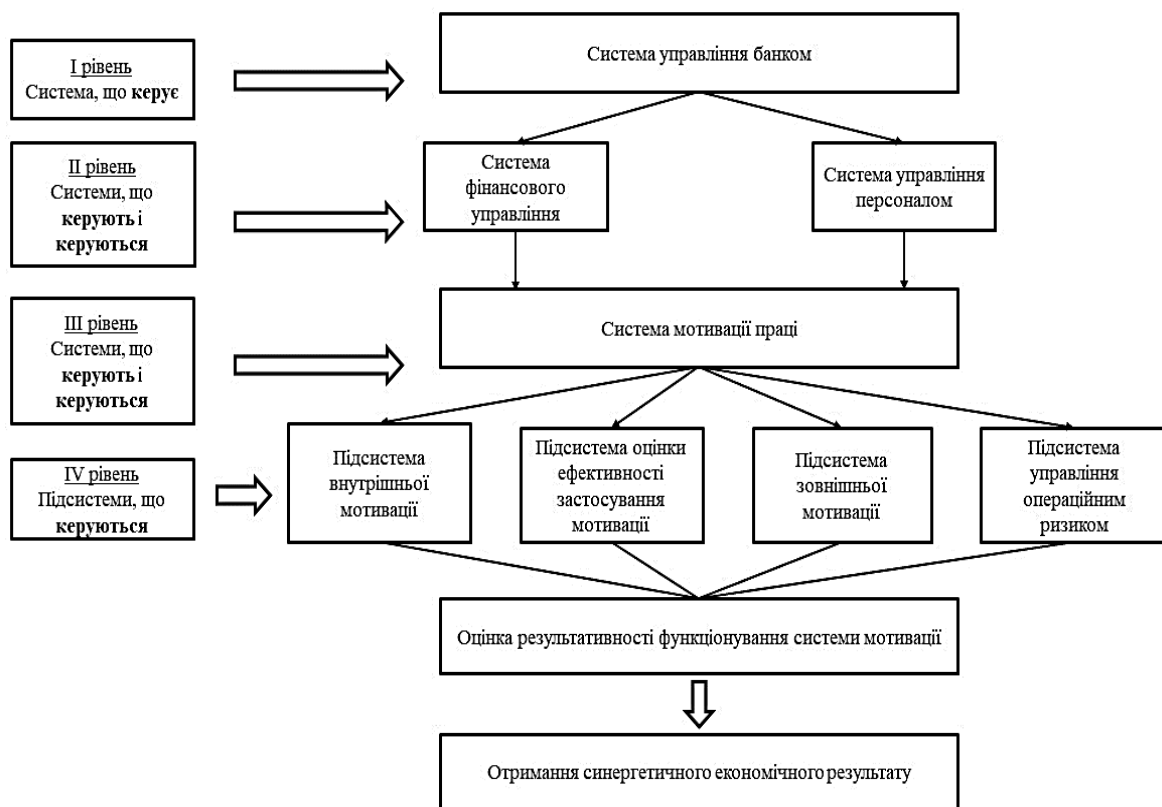 І рівень
Система, що керує
Система управління банком
ІІ рівень
Системи, що
керують і
керуються
Система
фінансового
управління
Система управління
персоналом
ІІІ рівень
Системи, що
керують і
керуються
Система мотивації праці
IV рівень
Підсистеми, що
керуються
Підсистема
внутрішньої
мотивації
Підсистема оцінки
ефективності
застосування
мотивації
Підсистема
зовнішньої
мотивації
Підсистема
управління
операційним
ризиком
Оцінка результативності функціонування системи мотивації
Отримання синергетичного економічного результату